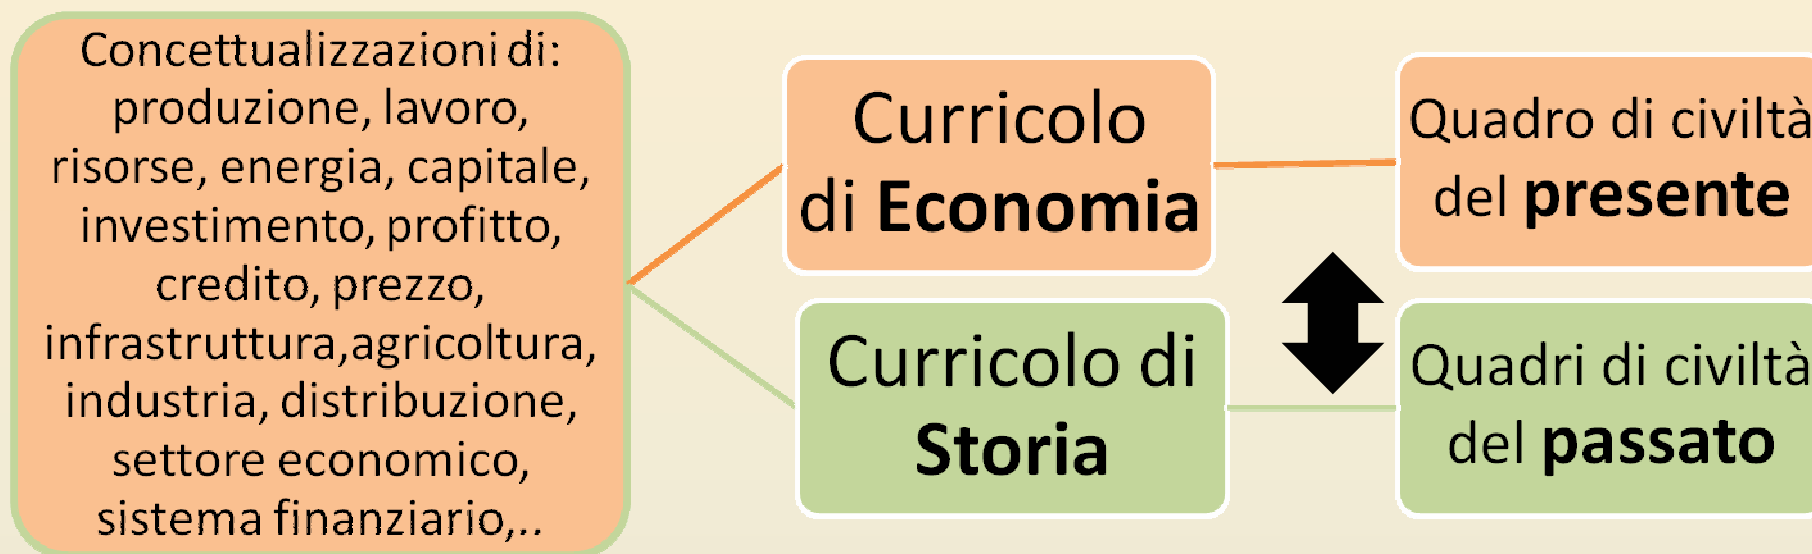 Concettualizzazioni di:
produzione, lavoro,
risorse, energia, capitale,
investimento, profitto,
credito, prezzo,
infrastruttura,agricoltura,
industria, distribuzione,
settore economico,
sistema finanziario,..
Curricolo
di Economia
Quadro di civiltà
del presente
Curricolo di
Storia
Quadri di civiltà
del passato